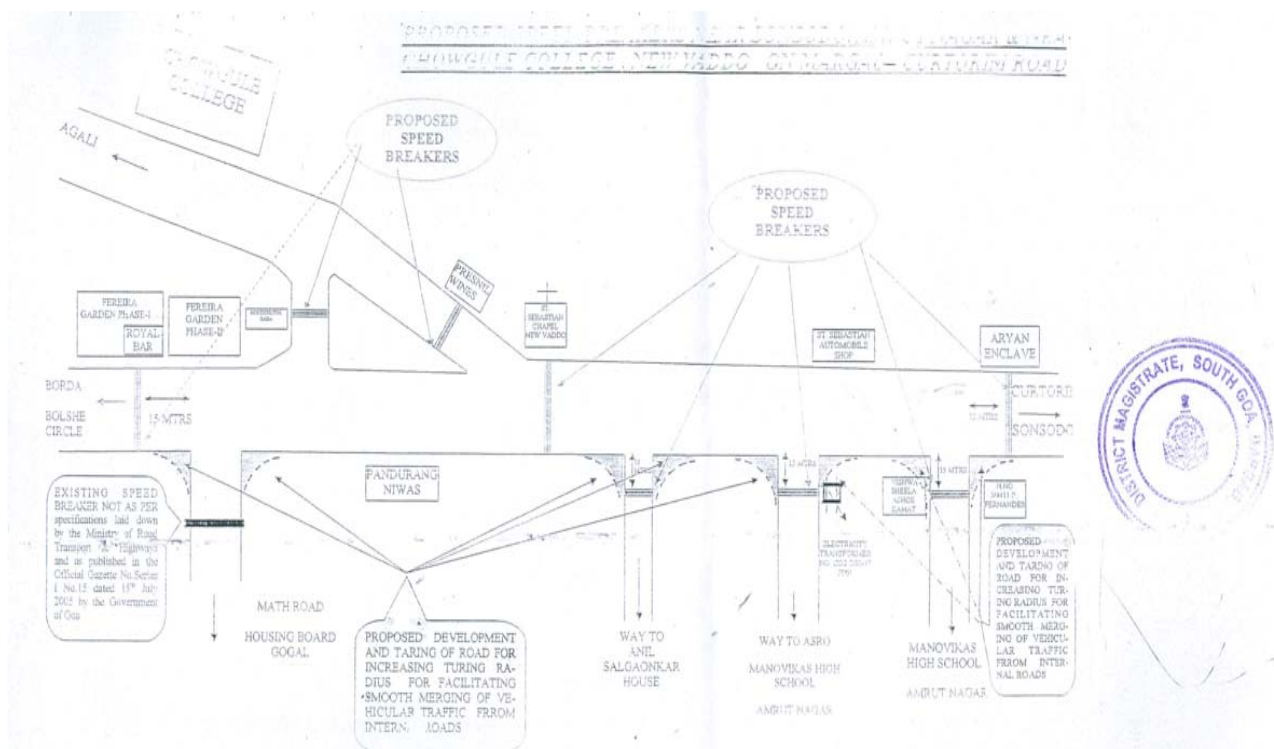 CHOWGULE COLLEGE (NEW VADDO) ON MARGAO-CURTORIM ROAD
CHOWGULE
COLLEGE
AGALI
PROPOSED
SPEED
BREAKERS
PROPOSED
SPEED
BREAKERS
FEREIRA
GARDEN PHASE-I
ROYAL
BAR
FEREIRA
GARDEN
PHASE-II
WINGS
ST.
SEBASTIAN
CHAPEL
NEW VADDO
ST SEBASTIAN
AUTOMOBILE
SHOP
ARYAN
ENCLAVE
BORDA
BOLSHE
CIRCLE
15 MTRS
15 MTRS
CURTORI
SONSODO
DISTRICT MAGISTRATE, SOUTH GOA
PANDURANG
NIWAS
15 MTRS
EXISTING SPEED
BREAKER NOT AS PER
specifications laid down
by the Ministry of Road
Transport & Highways
and as published in the
Official Gazette No.Series
I No.15 dated 15th July
2005 by the Government
of Goa
FERNANDES
ELECTRICITY
TRANSFORMER
MATH ROAD
HOUSING BOARD
GOGAL
PROPOSED DEVELOPMENT
AND TARING OF ROAD FOR
INCREASING TURING RA-
DIUS FOR FACILITATING
SMOOTH MERGING OF VE-
HICULAR TRAFFIC FRROM
INTERN ROADS
WAY TO
ANIL
SALGAONKAR
HOUSE
WAY TO
MANOVIKAS HIGH
SCHOOL
AMRUT NAGAR
MANOVIKAS
HIGH SCHOOL
AMRUT NAGAR
PROPOSED
DEVELOPMENT
AND TARING OF
ROAD FOR IN-
CREASING TUR-
ING RADIUS FOR
FACILITATING
SMOOTH MERG-
ING OF VEHICU-
LAR TRAFFIC
FRROM INTER-
NAL ROADS